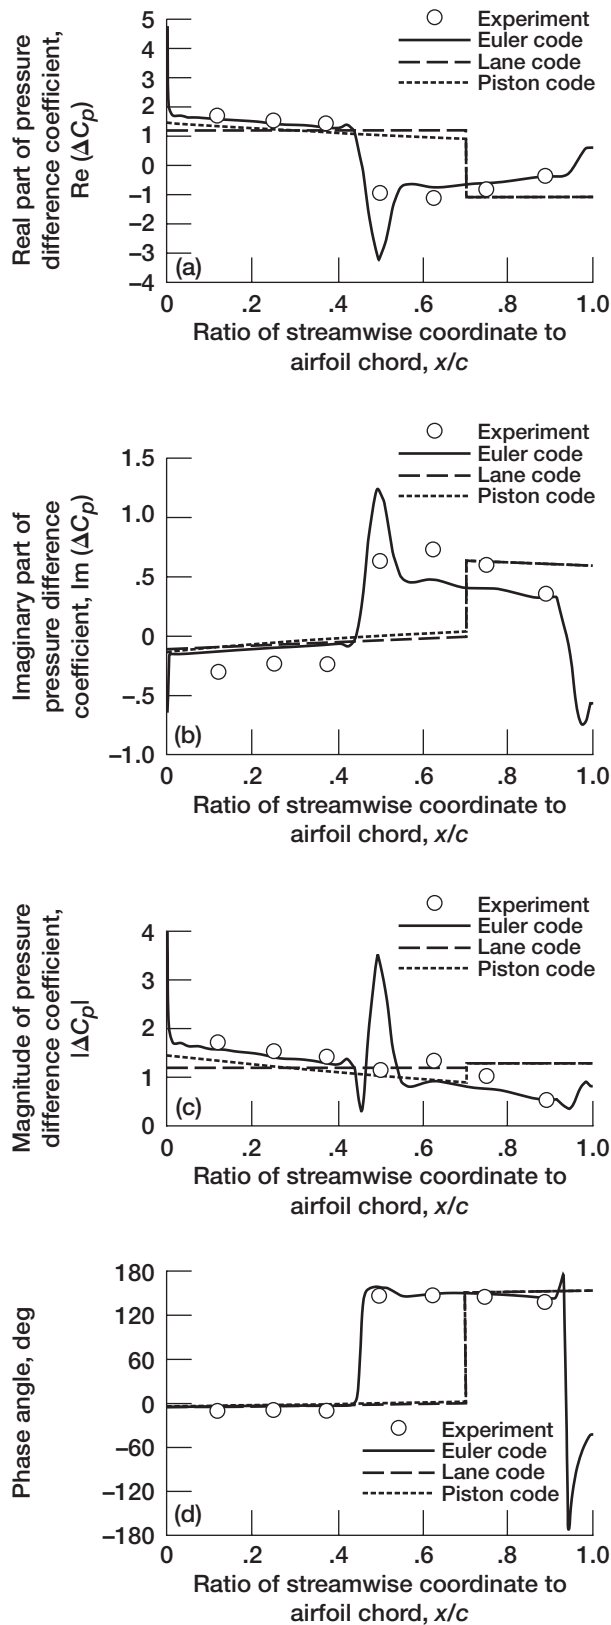 Real part of pressure
difference coefficient,
Re (ΔCp)
5
4
3
2
1
0
–1
–2
–3
–4
Experiment
Euler code
Lane code
Piston code
(a)
0 .2 .4 .6 .8 1.0
Ratio of streamwise coordinate to
airfoil chord, x/c
Imaginary part of
pressure difference
coefficient, Im (ΔCp)
1.5
1.0
.5
0
–.5
–1.0
Experiment
Euler code
Lane code
Piston code
(b)
0 .2 .4 .6 .8 1.0
Ratio of streamwise coordinate to
airfoil chord, x/c
Magnitude of pressure
difference coefficient,
|ΔCp|
4
3
2
1
0
Experiment
Euler code
Lane code
Piston code
(c)
0 .2 .4 .6 .8 1.0
Ratio of streamwise coordinate to
airfoil chord, x/c
Phase angle, deg
180
120
60
0
–60
–120
–180
Experiment
Euler code
Lane code
Piston code
(d)
0 .2 .4 .6 .8 1.0
Ratio of streamwise coordinate to
airfoil chord, x/c